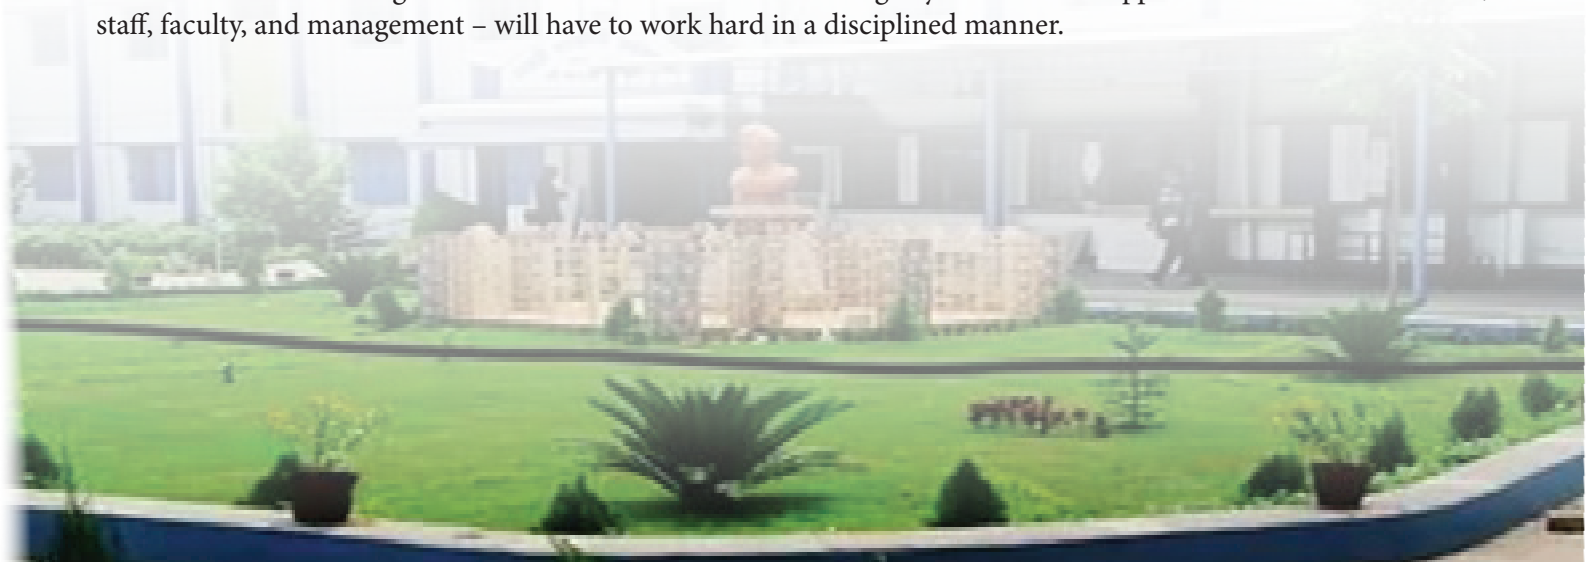 staff, faculty, and management – will have to work hard in a disciplined manner.